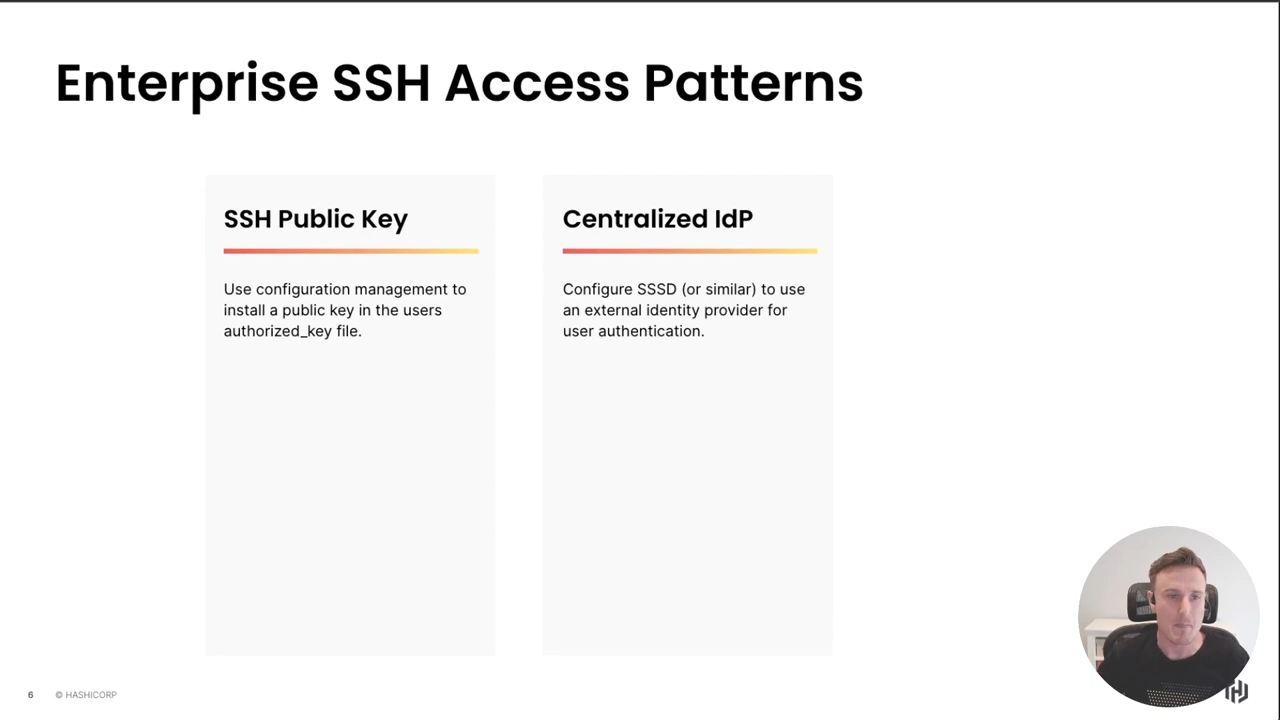 Enterprise SSH Access Patterns
SSH Public Key
Use configuration management to
install a public key in the users
authorized_key file.
Centralized IdP
Configure SSSD (or similar) to use
an external identity provider for
user authentication.
6
© HASHICORP